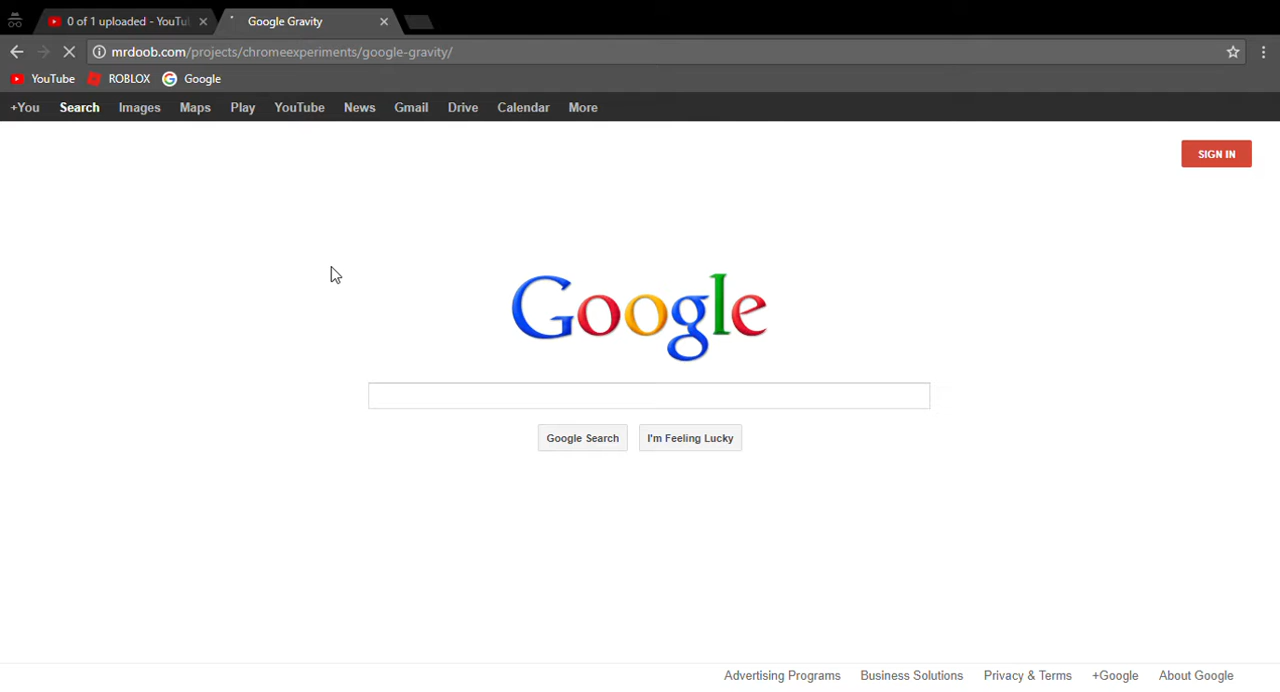 0 of 1 uploaded - YouTu
Google Gravity
mrdoob.com/projects/chromeexperiments/google-gravity/
YouTube ROBLOX Google
+You Search Images Maps Play YouTube News Gmail Drive Calendar More
SIGN IN
Google
Google Search I'm Feeling Lucky
Advertising Programs Business Solutions Privacy & Terms +Google About Google